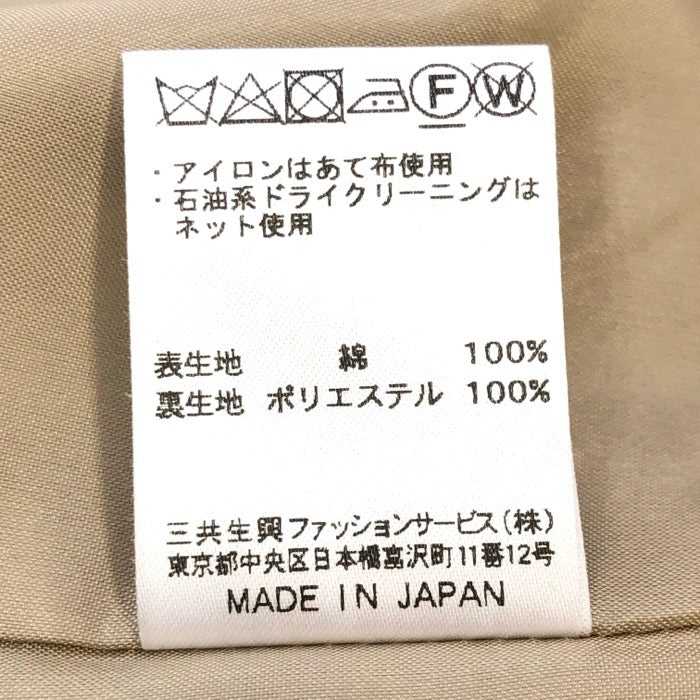 F W
・アイロンはあて布使用
・石油系ドライクリーニングは
ネット使用
表生地 綿 100%
裏生地 ポリエステル 100%
三共生興ファッションサービス(株)
東京都中央区日本橋富沢町11番12号
MADE IN JAPAN